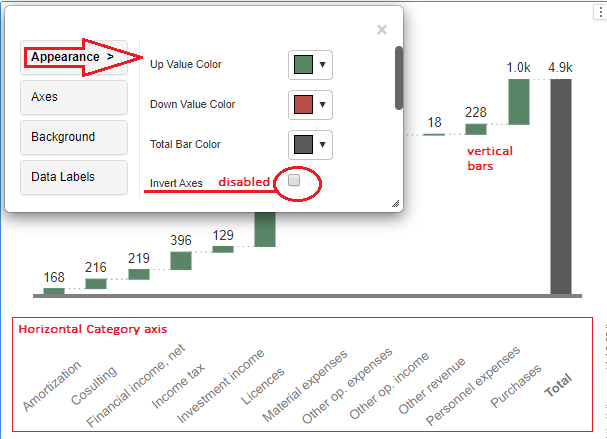 Appearance >
Axes
Background
Data Labels
Up Value Color
Down Value Color
Total Bar Color
Invert Axes
disabled
168
216
219
396
129
18
228
1.0k
4.9k
vertical
bars
Horizontal Category axis
Amortization
Cosulting
Financial income, net
Income tax
Investment income
Licences
Material expenses
Other op. expenses
Other op. income
Other revenue
Personnel expenses
Purchases
Total